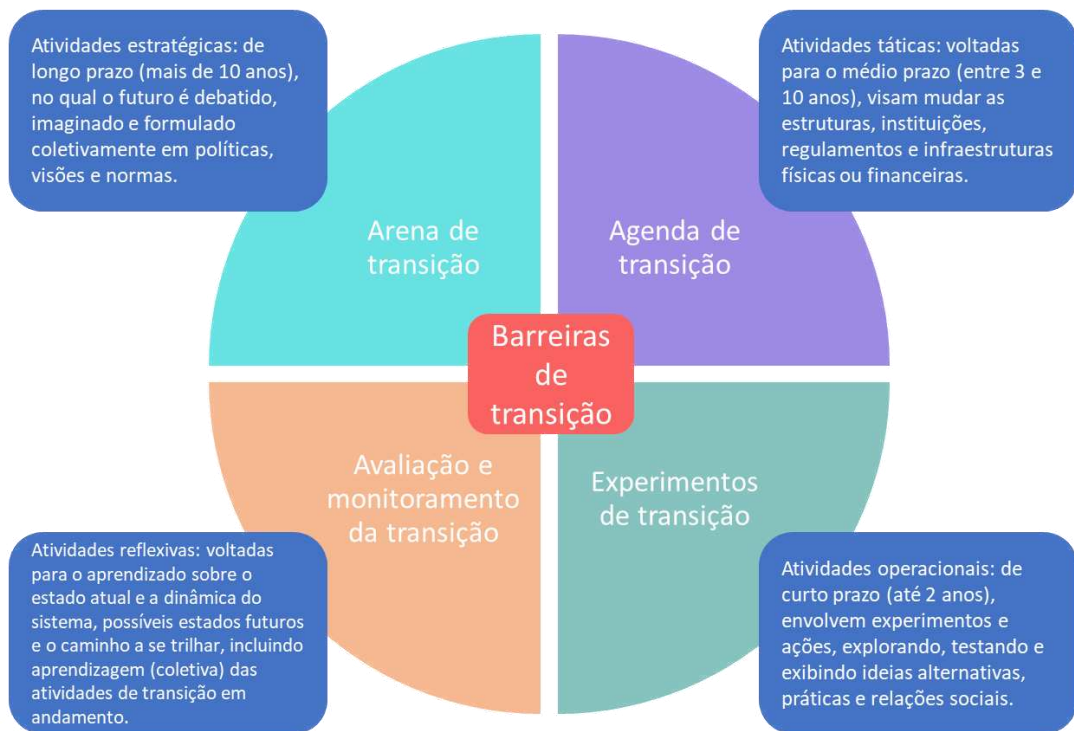 Atividades estratégicas: de
longo prazo (mais de 10 anos),
no qual o futuro é debatido,
imaginado e formulado
coletivamente em políticas,
visões e normas.
Atividades táticas: voltadas
para o médio prazo (entre 3 e
10 anos), visam mudar as
estruturas, instituições,
regulamentos e infraestruturas
físicas ou financeiras.
Arena de
transição
Agenda de
transição
Barreiras
de
transição
Avaliação e
monitoramento
da transição
Experimentos
de transição
Atividades reflexivas: voltadas
para o aprendizado sobre o
estado atual e a dinâmica do
sistema, possíveis estados futuros
e o caminho a se trilhar, incluindo
aprendizagem (coletiva) das
atividades de transição em
andamento.
Atividades operacionais: de
curto prazo (até 2 anos),
envolvem experimentos e
ações, explorando, testando e
exibindo ideias alternativas,
práticas e relações sociais.